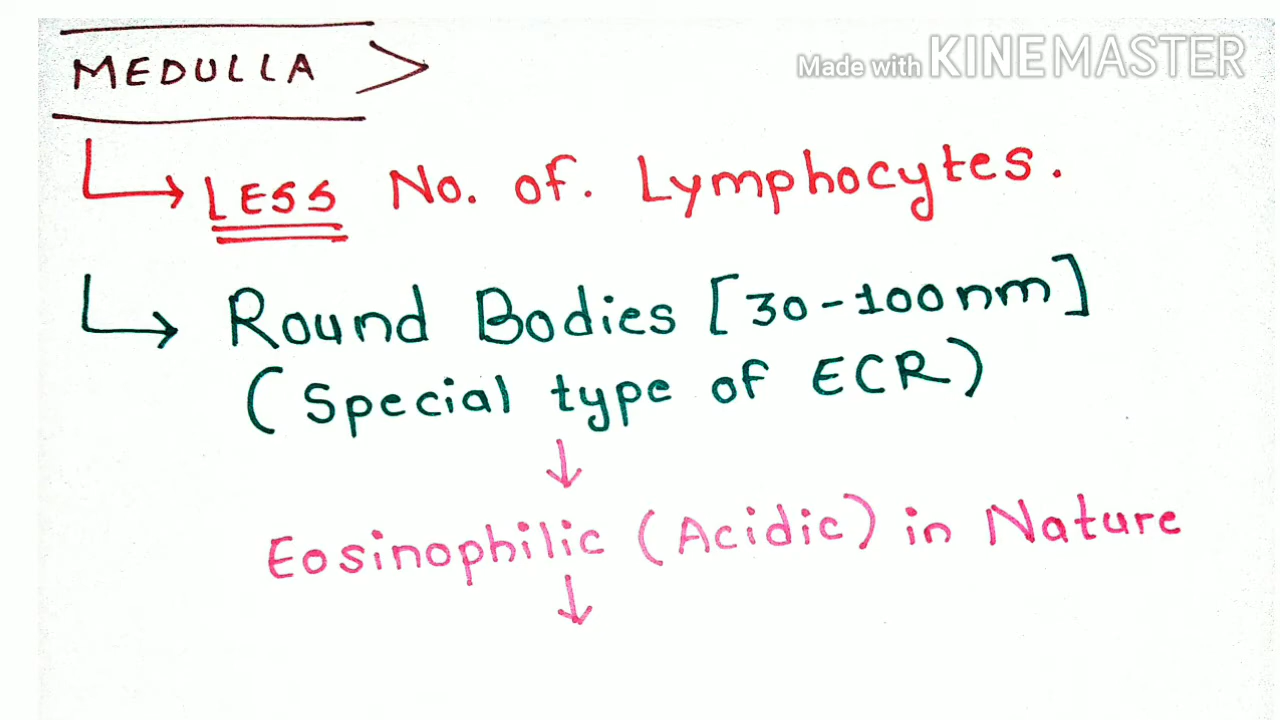 MEDULLA
Made with KINEMASTER
LESS No. of. Lymphocytes.
Round Bodies [30-100nm]
(Special type of ECR)
Eosinophilic (Acidic) in Nature